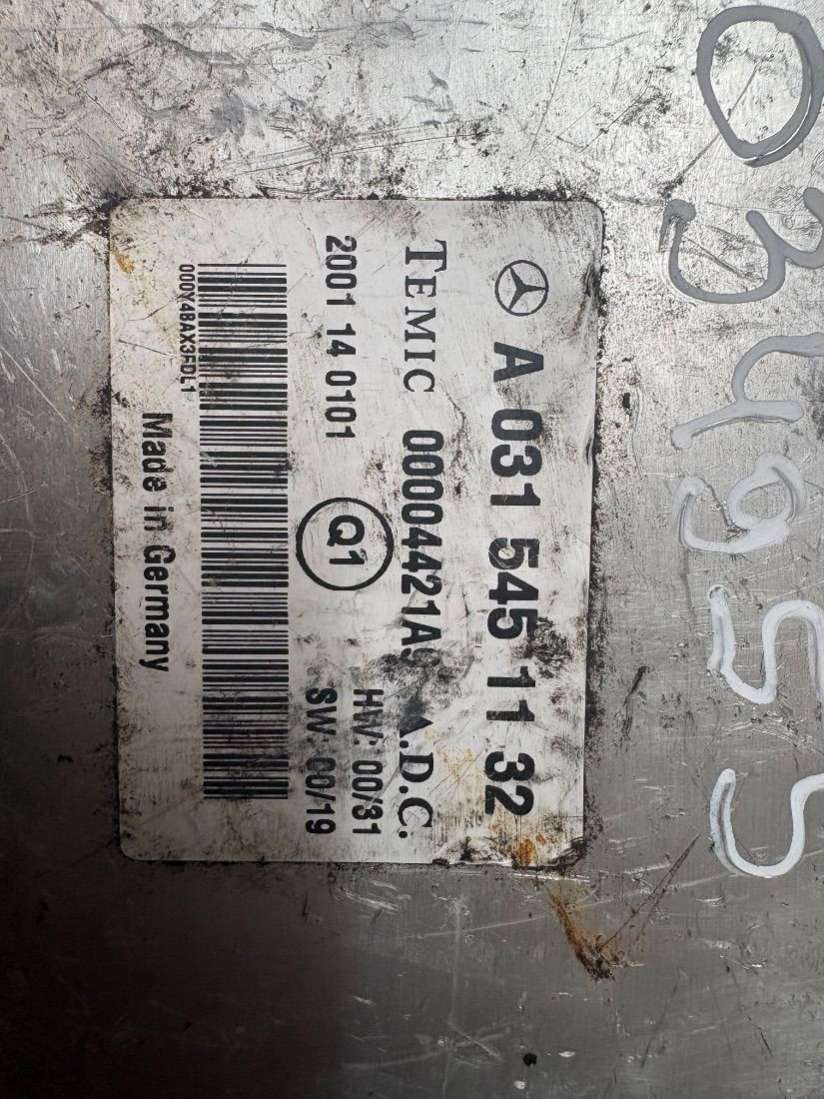 A 031 545 11 32
TEMIC 00004421A9 A.D.C.
HW: 00/31
2001 14 0101 Q1 SW: 00/19
000Y48AX3FDL1
Made in Germany
034955